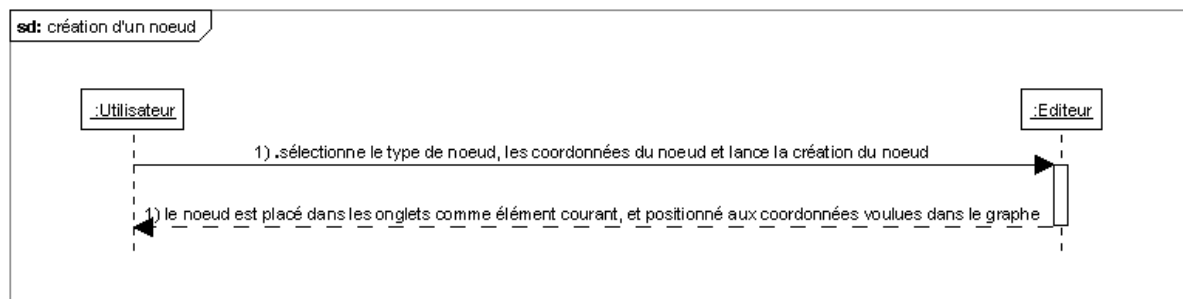 sd: création d'un noeud
:Utilisateur
:Editeur
1) .sélectionne le type de noeud, les coordonnées du noeud et lance la création du noeud
1) le noeud est placé dans les onglets comme élément courant, et positionné aux coordonnées voulues dans le graphe